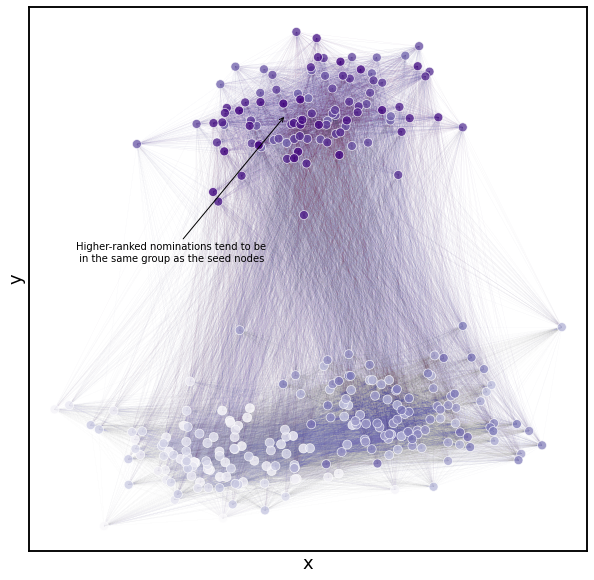 Higher-ranked nominations tend to be
in the same group as the seed nodes
y
x